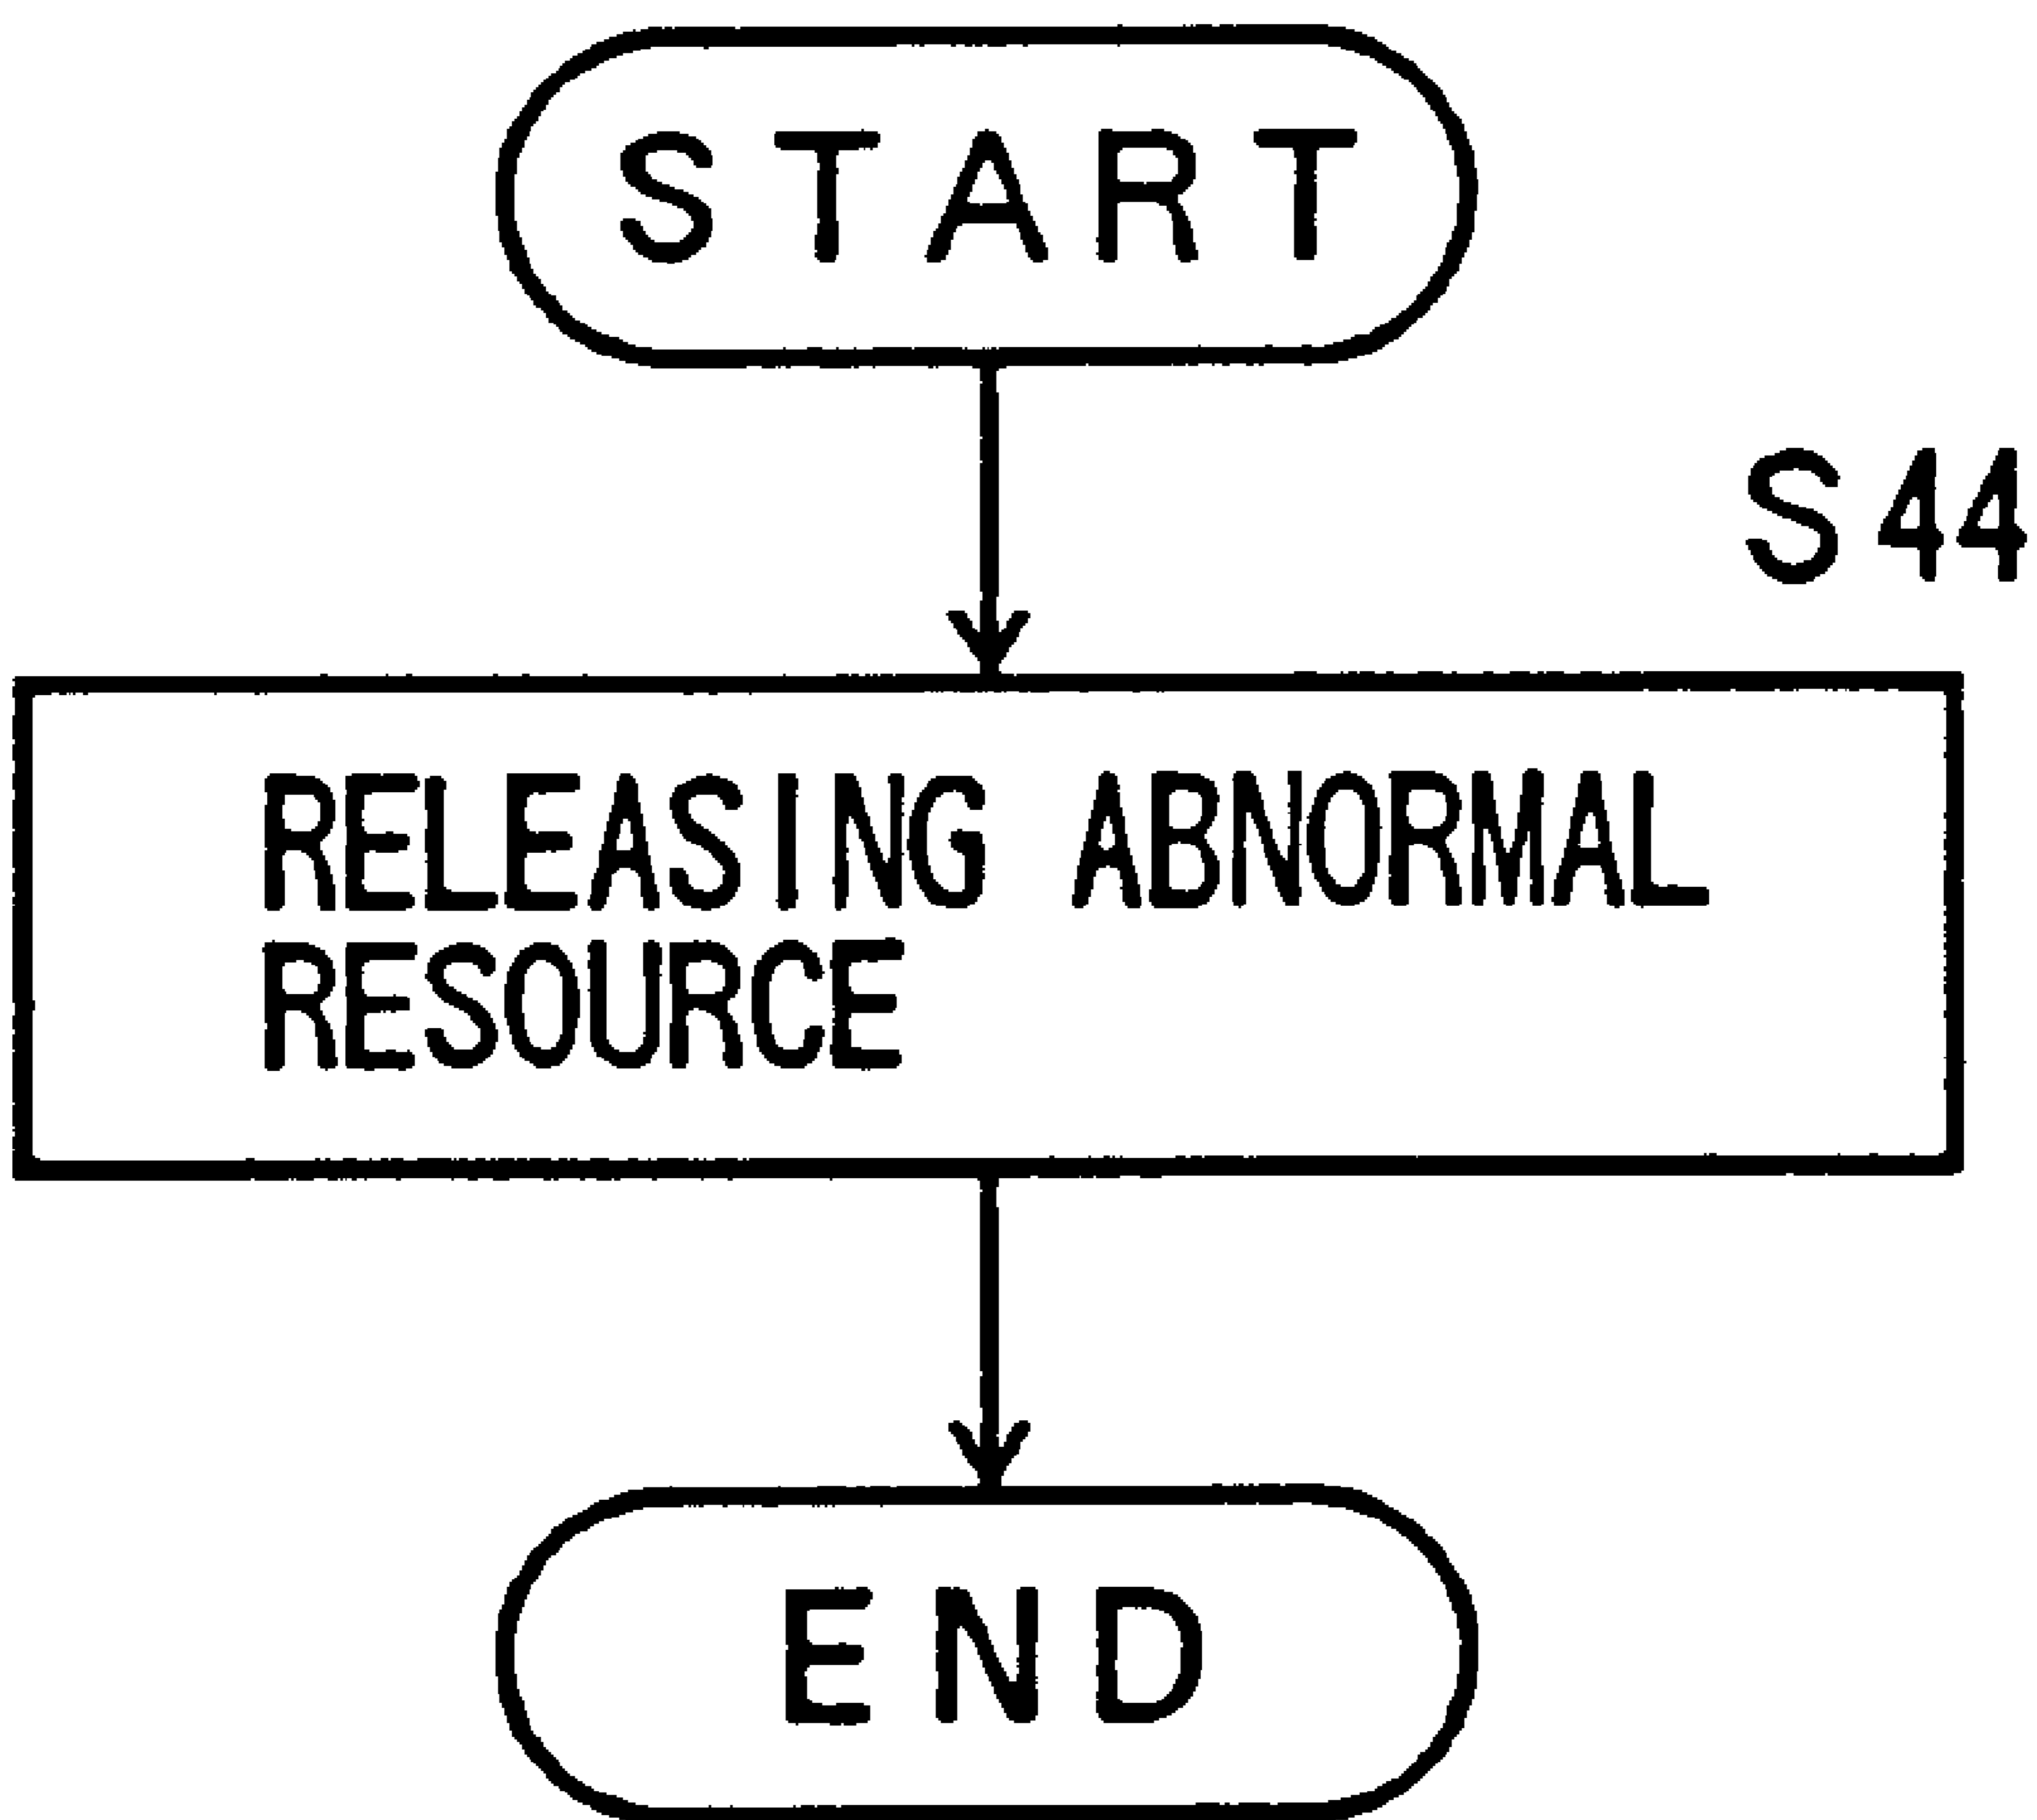 START
S44
RELEASING ABNORMAL
RESOURCE
END